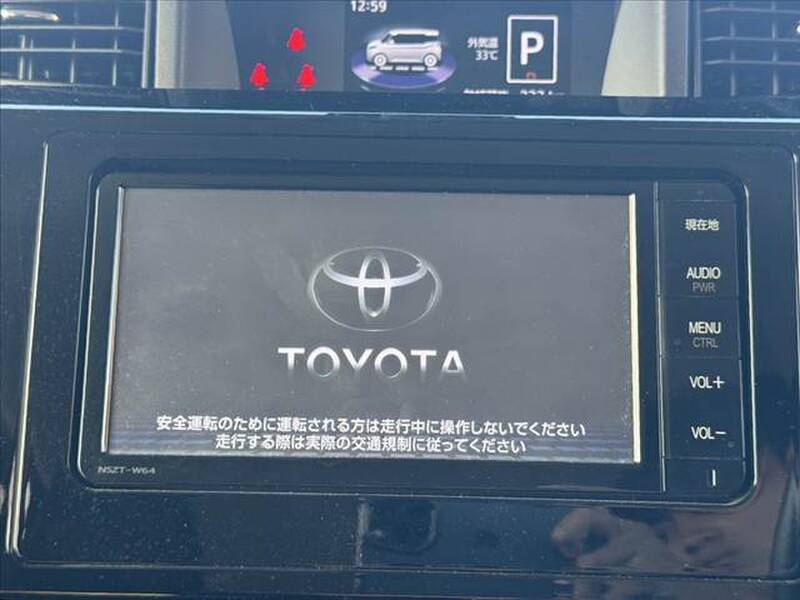 12:59
外気温
33℃
P
現在地
AUDIO
PWR
MENU
CTRL
VOL+
VOL-
TOYOTA
安全運転のために運転される方は走行中に操作しないでください
走行する際は実際の交通規制に従ってください
NSZT-W64